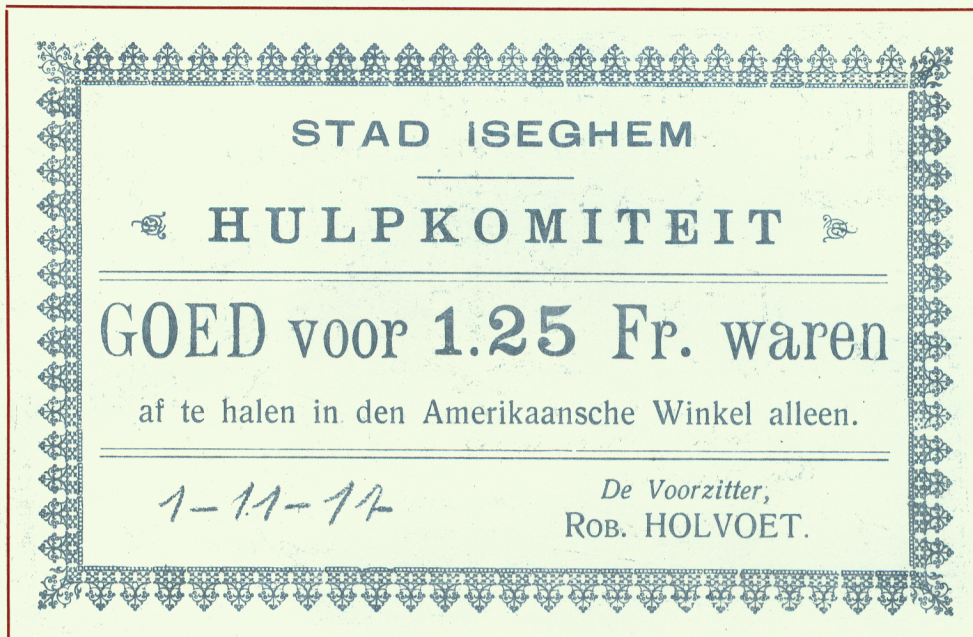 STAD ISEGHEM
HULPKOMITEIT
GOED voor 1.25 Fr. waren
af te halen in den Amerikaansche Winkel alleen.
1-11-17
De Voorzitter,
ROB. HOLVOET.